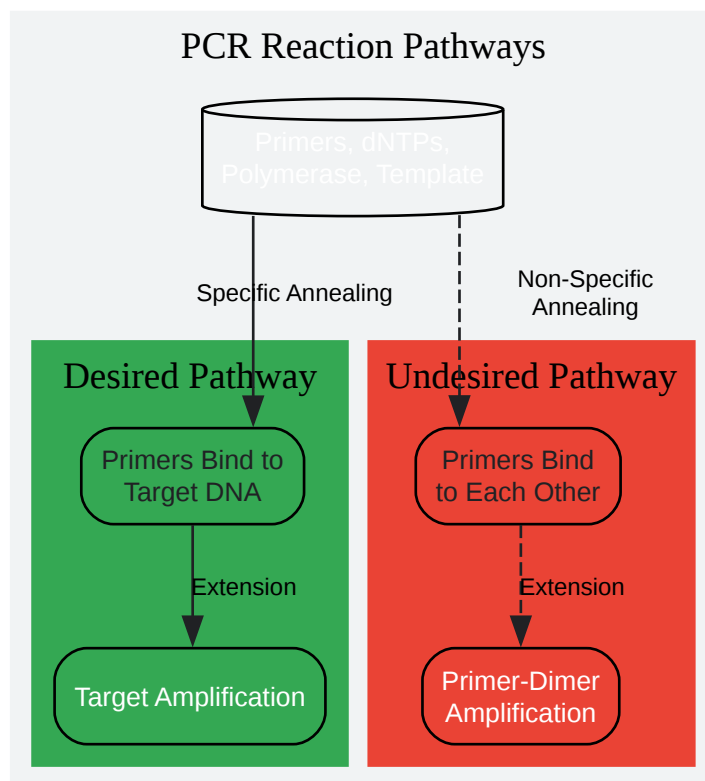 PCR Reaction Pathways
Primers, dNTPs,
Polymerase, Template
Specific Annealing
Non-Specific
Annealing
Desired Pathway
Primers Bind to
Target DNA
Extension
Target Amplification
Undesired Pathway
Primers Bind
to Each Other
Extension
Primer-Dimer
Amplification